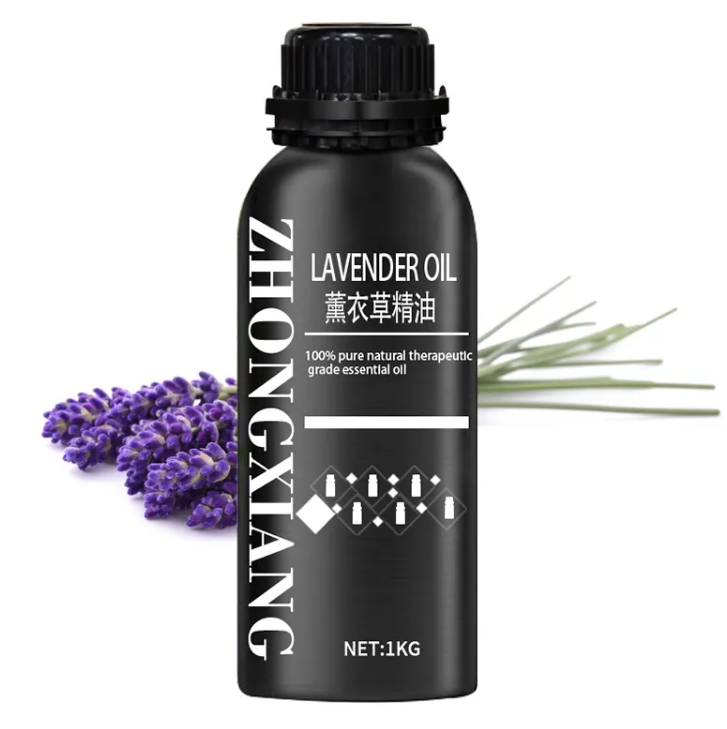 ZHONGXIANG
LAVENDER OIL
薰衣草精油
100% pure natural therapeutic
grade essential oil
NET:1KG